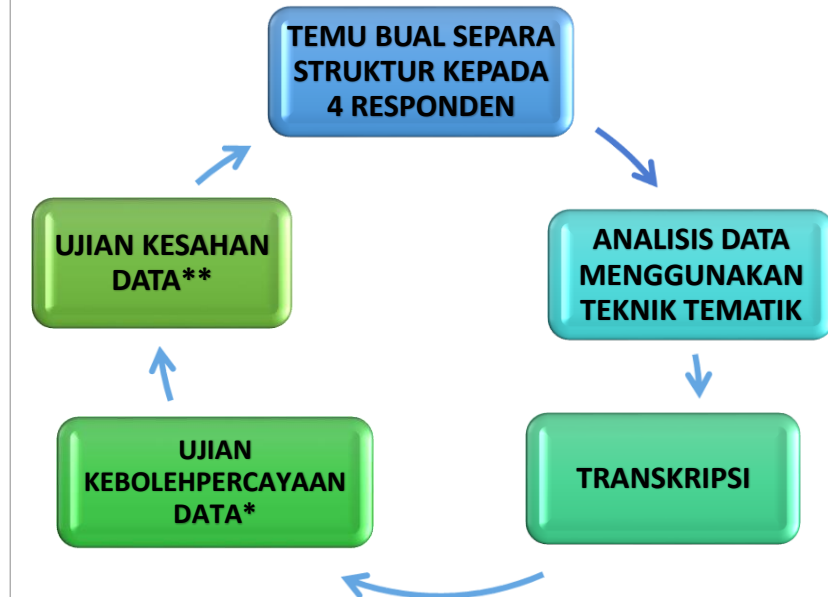 TEMU BUAL SEPARA
STRUKTUR KEPADA
4 RESPONDEN
ANALISIS DATA
MENGGUNAKAN
TEKNIK TEMATIK
TRANSKRIPSI
UJIAN
KEBOLEHPERCAYAAN
DATA*
UJIAN KESAHAN
DATA**